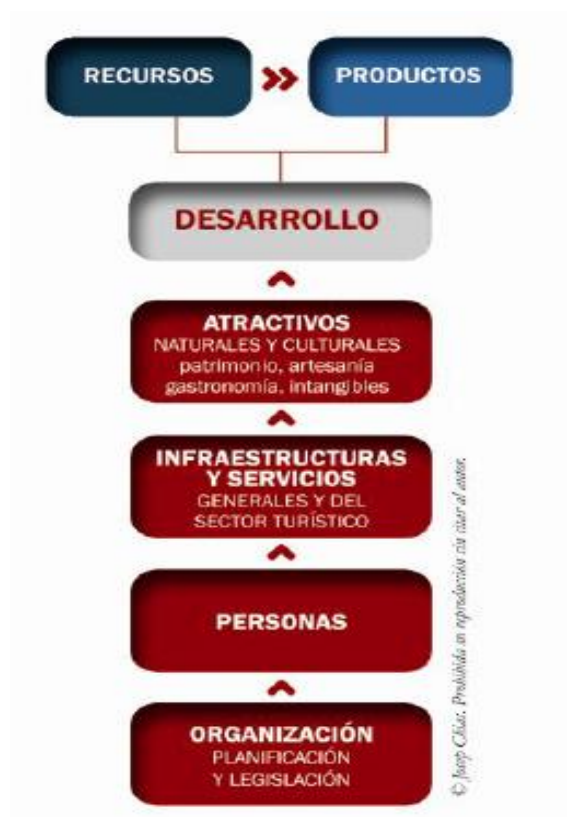 RECURSOS
PRODUCTOS
DESARROLLO
ATRACTIVOS
NATURALES Y CULTURALES
patrimonio, artesanía
gastronomía, intangibles
INFRAESTRUCTURAS
Y SERVICIOS
GENERALES Y DEL
SECTOR TURÍSTICO
PERSONAS
ORGANIZACIÓN
PLANIFICACIÓN
Y LEGISLACIÓN
© Josep Chias. Prohibida su reproducción sin citar al autor.